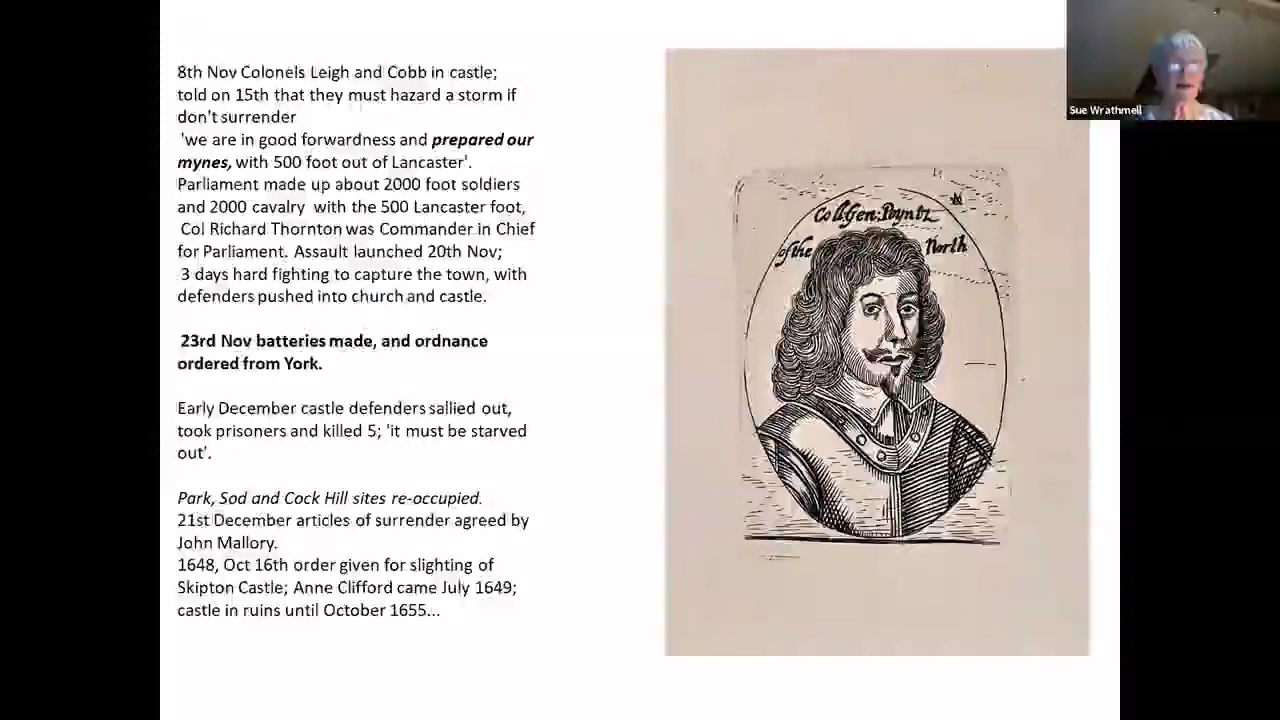 8th Nov Colonels Leigh and Cobb in castle;
told on 15th that they must hazard a storm if
don't surrender
'we are in good forwardness and prepared our
mynes, with 500 foot out of Lancaster'.
Parliament made up about 2000 foot soldiers
and 2000 cavalry with the 500 Lancaster foot,
Col Richard Thornton was Commander in Chief
for Parliament. Assault launched 20th Nov;
3 days hard fighting to capture the town, with
defenders pushed into church and castle.
23rd Nov batteries made, and ordnance
ordered from York.
Early December castle defenders sallied out,
took prisoners and killed 5; 'it must be starved
out'.
Park, Sod and Cock Hill sites re-occupied.
21st December articles of surrender agreed by
John Mallory.
1648, Oct 16th order given for slighting of
Skipton Castle; Anne Clifford came July 1649;
castle in ruins until October 1655...
Coll.Gen:Poyntz
of the North
Sue Wrathmell